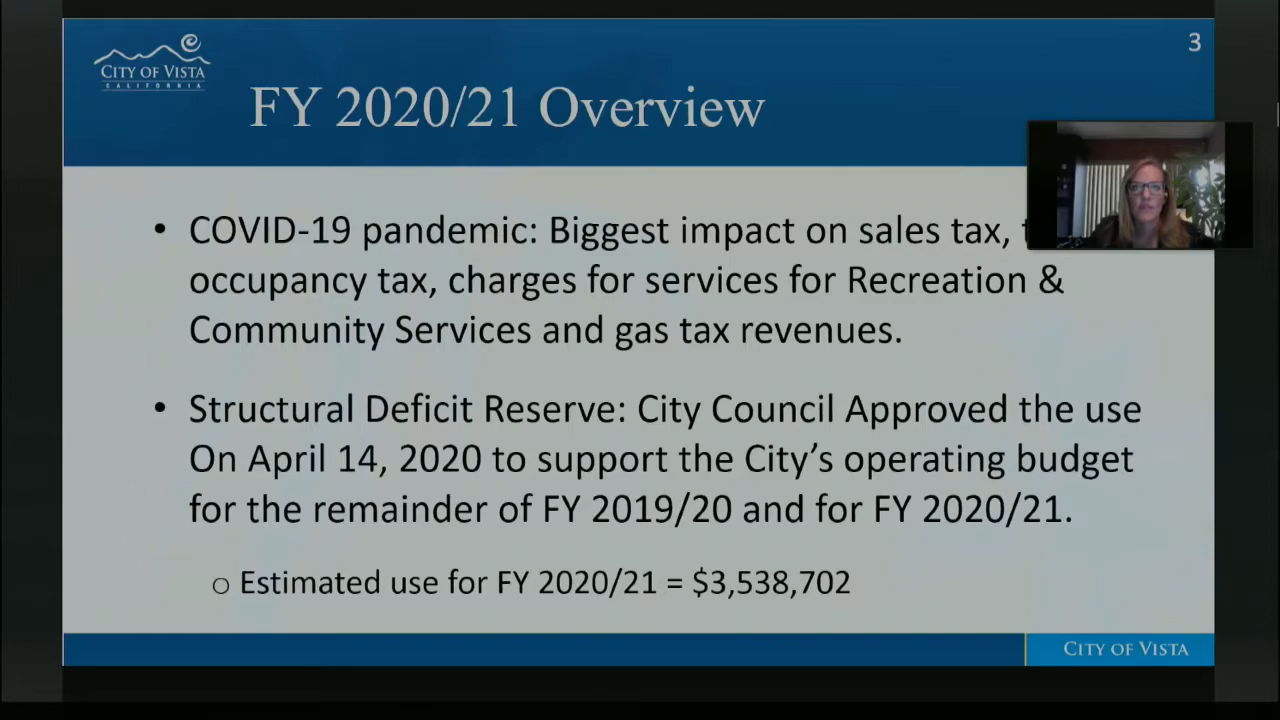 3
CITY OF VISTA
CALIFORNIA
FY 2020/21 Overview
• COVID-19 pandemic: Biggest impact on sales tax,
occupancy tax, charges for services for Recreation &
Community Services and gas tax revenues.
• Structural Deficit Reserve: City Council Approved the use
On April 14, 2020 to support the City’s operating budget
for the remainder of FY 2019/20 and for FY 2020/21.
o Estimated use for FY 2020/21 = $3,538,702
CITY OF VISTA